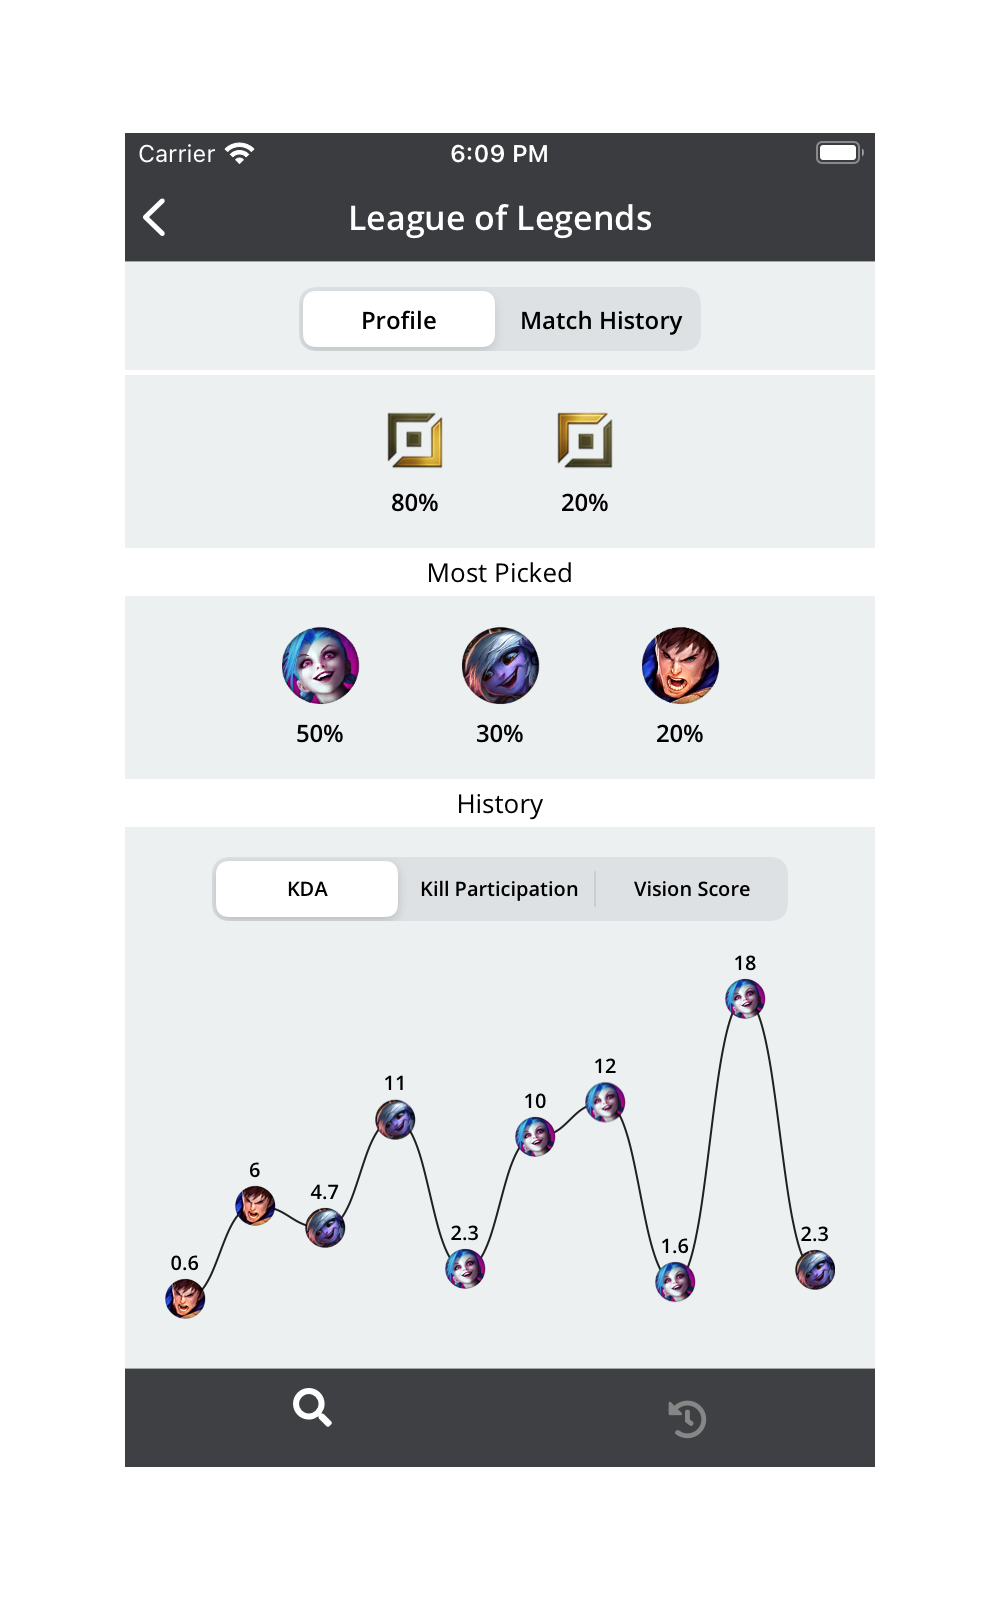 Carrier 6:09 PM
League of Legends
Profile Match History
80% 20%
Most Picked
50% 30% 20%
History
KDA Kill Participation Vision Score
18
12
11
10
6
4.7
2.3 2.3
1.6
0.6